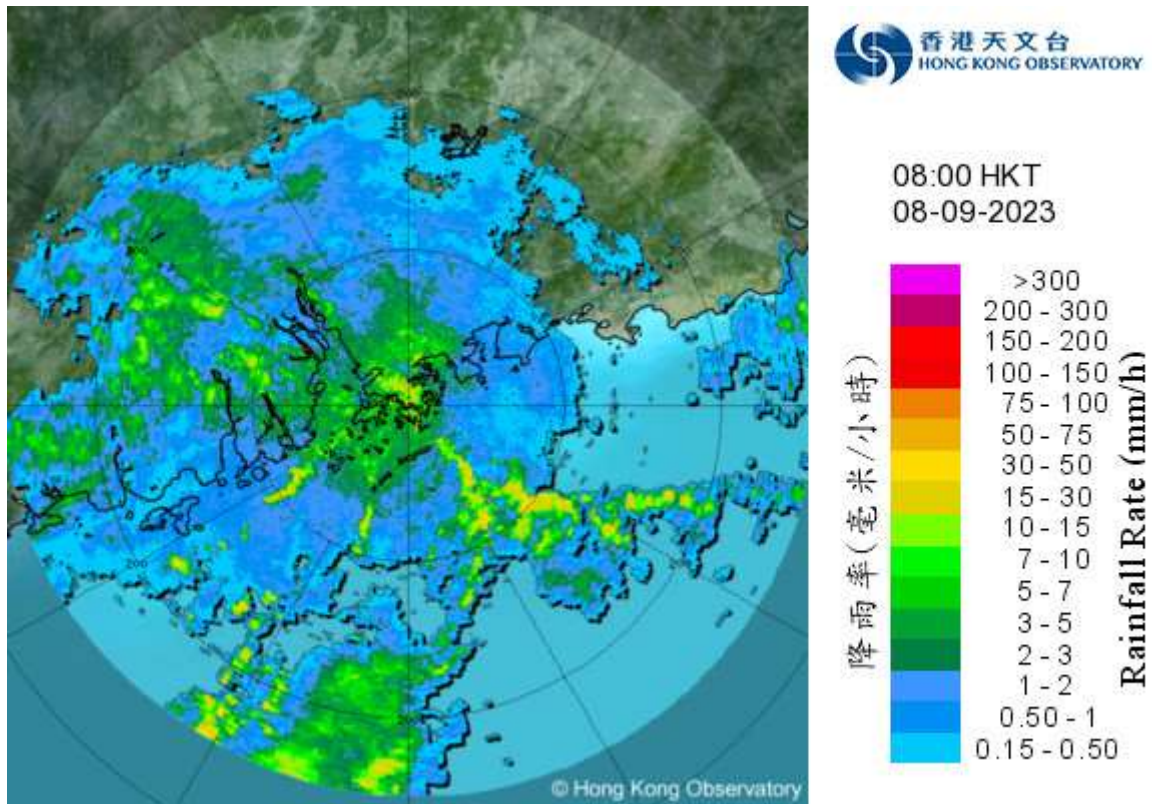 香港天文台
HONG KONG OBSERVATORY
08:00 HKT
08-09-2023
降雨率(毫米/小時)
Rainfall Rate (mm/h)
>300
200 - 300
150 - 200
100 - 150
75 - 100
50 - 75
30 - 50
15 - 30
10 - 15
7 - 10
5 - 7
3 - 5
2 - 3
1 - 2
0.50 - 1
0.15 - 0.50
200
© Hong Kong Observatory